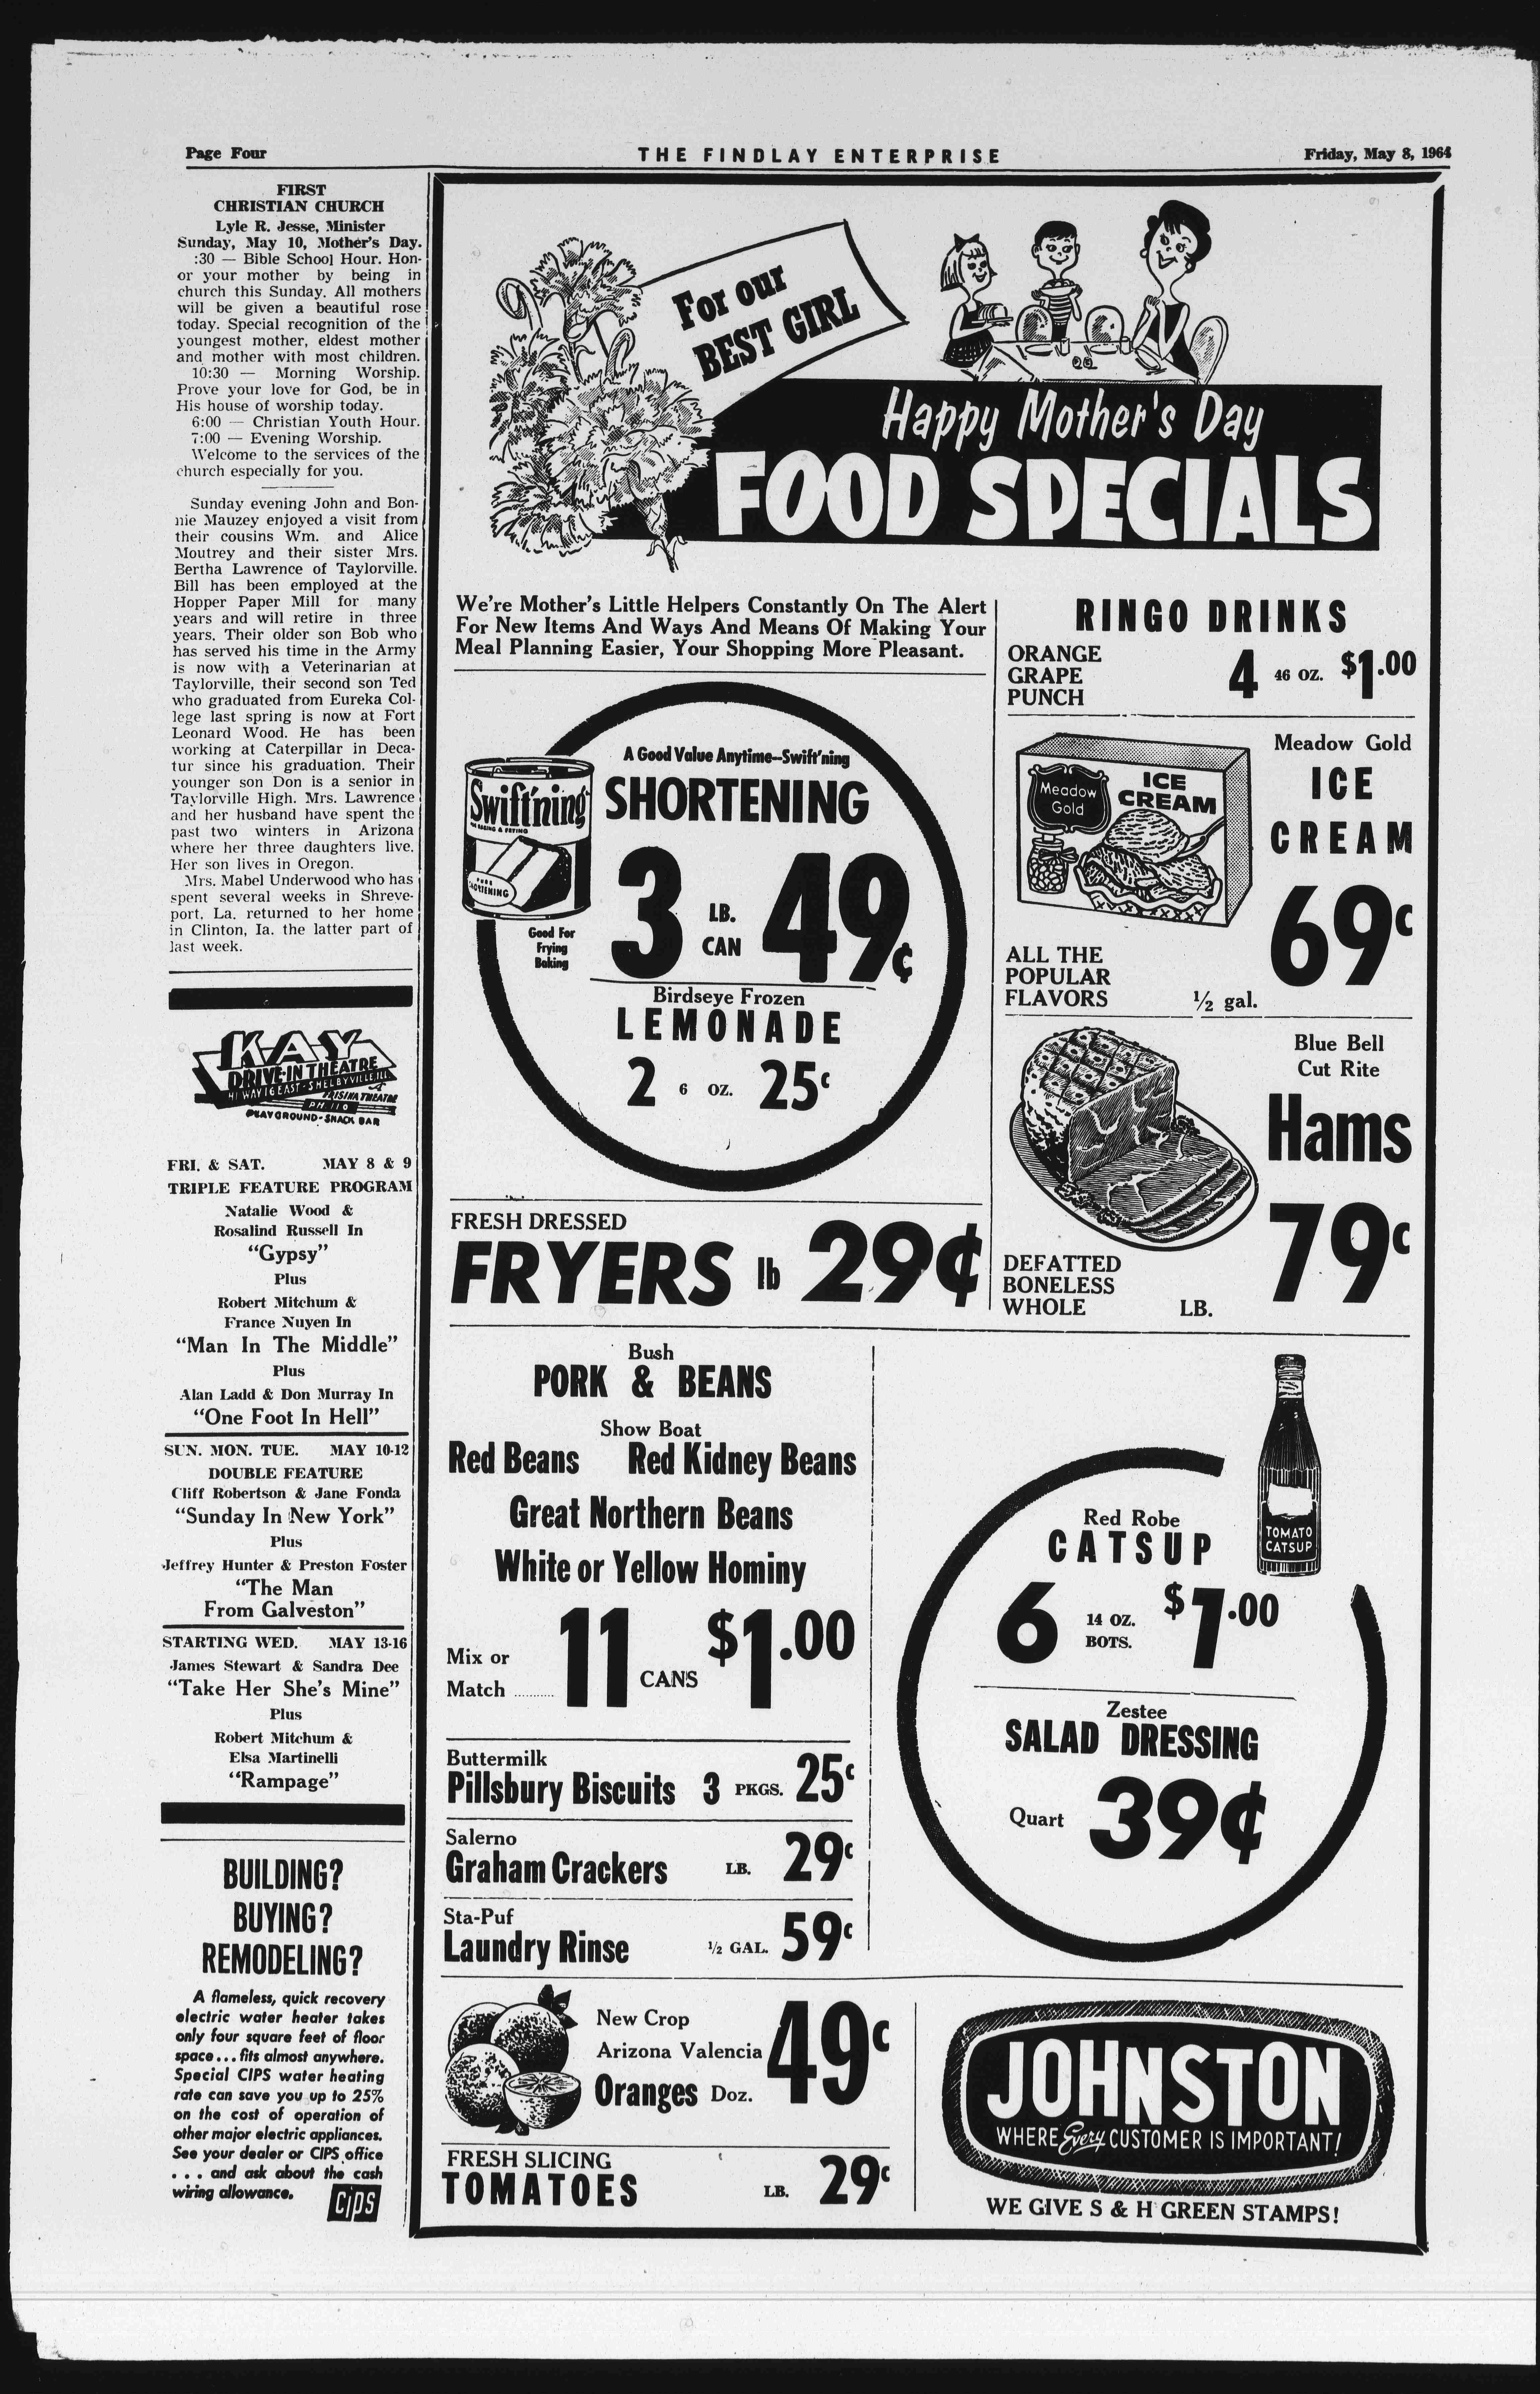 Page Four
THE FINDLAY ENTERPRISE
Friday, May 8, 1964
FIRST
CHRISTIAN CHURCH
Lyle R. Jesse, Minister
Sunday, May 10, Mother's Day.
:30 — Bible School Hour. Hon-
or your mother by being in
church this Sunday. All mothers
will be given a beautiful rose
today. Special recognition of the
youngest mother, eldest mother
and mother with most children.
10:30 — Morning Worship.
Prove your love for God, be in
His house of worship today.
6:00 — Christian Youth Hour.
7:00 — Evening Worship.
Welcome to the services of the
church especially for you.
Sunday evening John and Bon-
nie Mauzey enjoyed a visit from
their cousins Wm. and Alice
Moutrey and their sister Mrs.
Bertha Lawrence of Taylorville.
Bill has been employed at the
Hopper Paper Mill for many
years and will retire in three
years. Their older son Bob who
has served his time in the Army
is now with a Veterinarian at
Taylorville, their second son Ted
who graduated from Eureka Col-
lege last spring is now at Fort
Leonard Wood. He has been
working at Caterpillar in Deca-
tur since his graduation. Their
younger son Don is a senior in
Taylorville High. Mrs. Lawrence
and her husband have spent the
past two winters in Arizona
where her three daughters live.
Her son lives in Oregon.
Mrs. Mabel Underwood who has
spent several weeks in Shreve-
port, La. returned to her home
in Clinton, Ia. the latter part of
last week.
KAY
DRIVE-IN THEATRE
HI WAY 16 EAST - SHELBYVILLE, ILL.
A FRISINA THEATRE
PH 110
PLAYGROUND - SNACK BAR
FRI. & SAT. MAY 8 & 9
TRIPLE FEATURE PROGRAM
Natalie Wood &
Rosalind Russell In
"Gypsy"
Plus
Robert Mitchum &
France Nuyen In
"Man In The Middle"
Plus
Alan Ladd & Don Murray In
"One Foot In Hell"
SUN. MON. TUE. MAY 10-12
DOUBLE FEATURE
Cliff Robertson & Jane Fonda
"Sunday In New York"
Plus
Jeffrey Hunter & Preston Foster
"The Man
From Galveston"
STARTING WED. MAY 13-16
James Stewart & Sandra Dee
"Take Her She's Mine"
Plus
Robert Mitchum &
Elsa Martinelli
"Rampage"
BUILDING?
BUYING?
REMODELING?
A flameless, quick recovery
electric water heater takes
only four square feet of floor
space...fits almost anywhere.
Special CIPS water heating
rate can save you up to 25%
on the cost of operation of
other major electric appliances.
See your dealer or CIPS office
. . . and ask about the cash
wiring allowance.
CIPS
For our
BEST GIRL
Happy Mother's Day
FOOD SPECIALS
We're Mother's Little Helpers Constantly On The Alert
For New Items And Ways And Means Of Making Your
Meal Planning Easier, Your Shopping More Pleasant.
A Good Value Anytime--Swift'ning
SHORTENING
Swift'ning
FOR BAKING & FRYING
PURE
SHORTENING
3 LB. CAN 49¢
Good For
Frying
Baking
Birdseye Frozen
LEMONADE
2 6 OZ. 25¢
FRESH DRESSED
FRYERS lb 29¢
RINGO DRINKS
ORANGE
GRAPE
PUNCH
4 46 OZ. $1.00
Meadow Gold
ICE
CREAM
Meadow
Gold
ICE
CREAM
69¢
ALL THE
POPULAR
FLAVORS
½ gal.
Blue Bell
Cut Rite
Hams
79¢
DEFATTED
BONELESS
WHOLE
LB.
Bush
PORK & BEANS
Show Boat
Red Beans Red Kidney Beans
Great Northern Beans
White or Yellow Hominy
Mix or
Match .......... 11 CANS $1.00
Buttermilk
Pillsbury Biscuits 3 PKGS. 25¢
Salerno
Graham Crackers LB. 29¢
Sta-Puf
Laundry Rinse ½ GAL. 59¢
TOMATO
CATSUP
Red Robe
CATSUP
6 14 OZ. BOTS. $1.00
Zestee
SALAD DRESSING
Quart 39¢
New Crop
Arizona Valencia
Oranges Doz. 49¢
FRESH SLICING
TOMATOES LB. 29¢
JOHNSTON
WHERE Every CUSTOMER IS IMPORTANT!
WE GIVE S & H GREEN STAMPS!